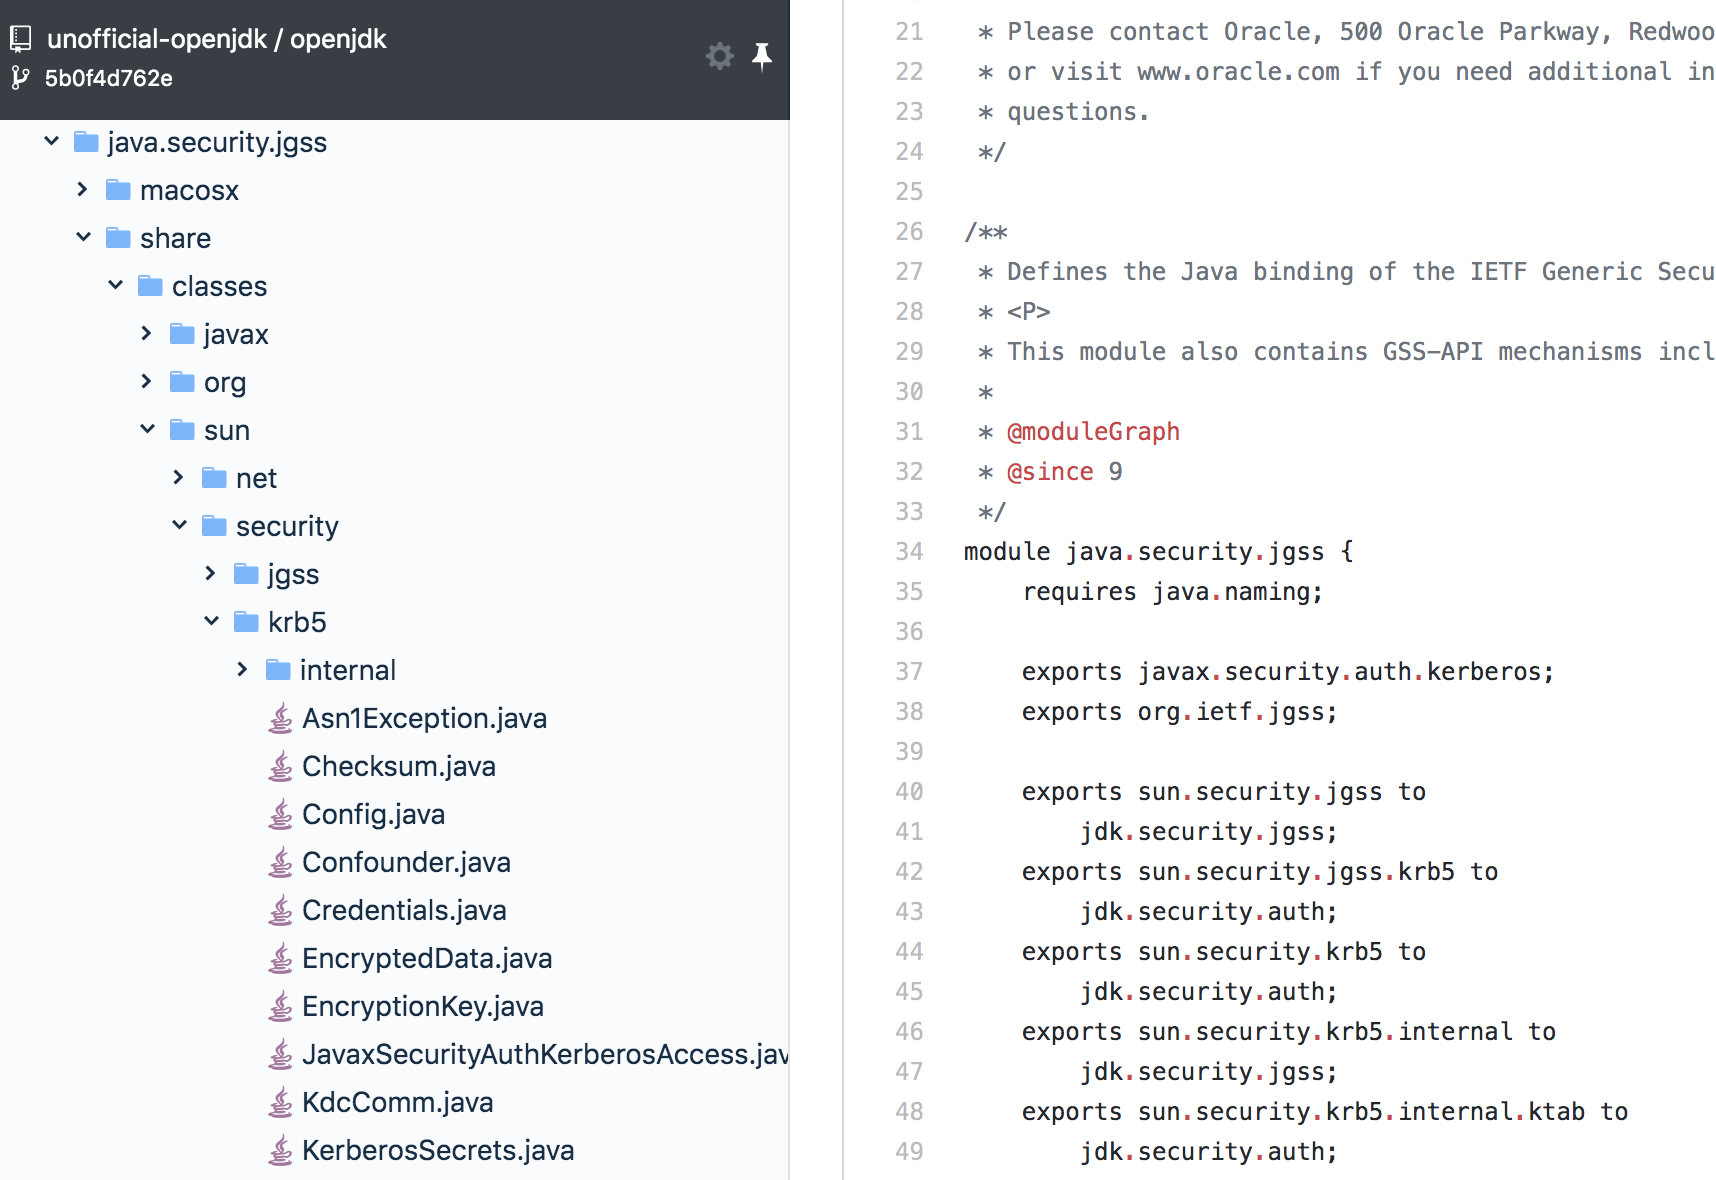 unofficial-openjdk / openjdk
5b0f4d762e
java.security.jgss
macosx
share
classes
javax
org
sun
net
security
jgss
krb5
internal
Asn1Exception.java
Checksum.java
Config.java
Confounder.java
Credentials.java
EncryptedData.java
EncryptionKey.java
JavaxSecurityAuthKerberosAccess.jav
KdcComm.java
KerberosSecrets.java
21 * Please contact Oracle, 500 Oracle Parkway, Redwoo
22 * or visit www.oracle.com if you need additional in
23 * questions.
24 */
25
26 /**
27 * Defines the Java binding of the IETF Generic Secu
28 * <P>
29 * This module also contains GSS-API mechanisms incl
30 *
31 * @moduleGraph
32 * @since 9
33 */
34 module java.security.jgss {
35 requires java.naming;
36
37 exports javax.security.auth.kerberos;
38 exports org.ietf.jgss;
39
40 exports sun.security.jgss to
41 jdk.security.jgss;
42 exports sun.security.jgss.krb5 to
43 jdk.security.auth;
44 exports sun.security.krb5 to
45 jdk.security.auth;
46 exports sun.security.krb5.internal to
47 jdk.security.jgss;
48 exports sun.security.krb5.internal.ktab to
49 jdk.security.auth;